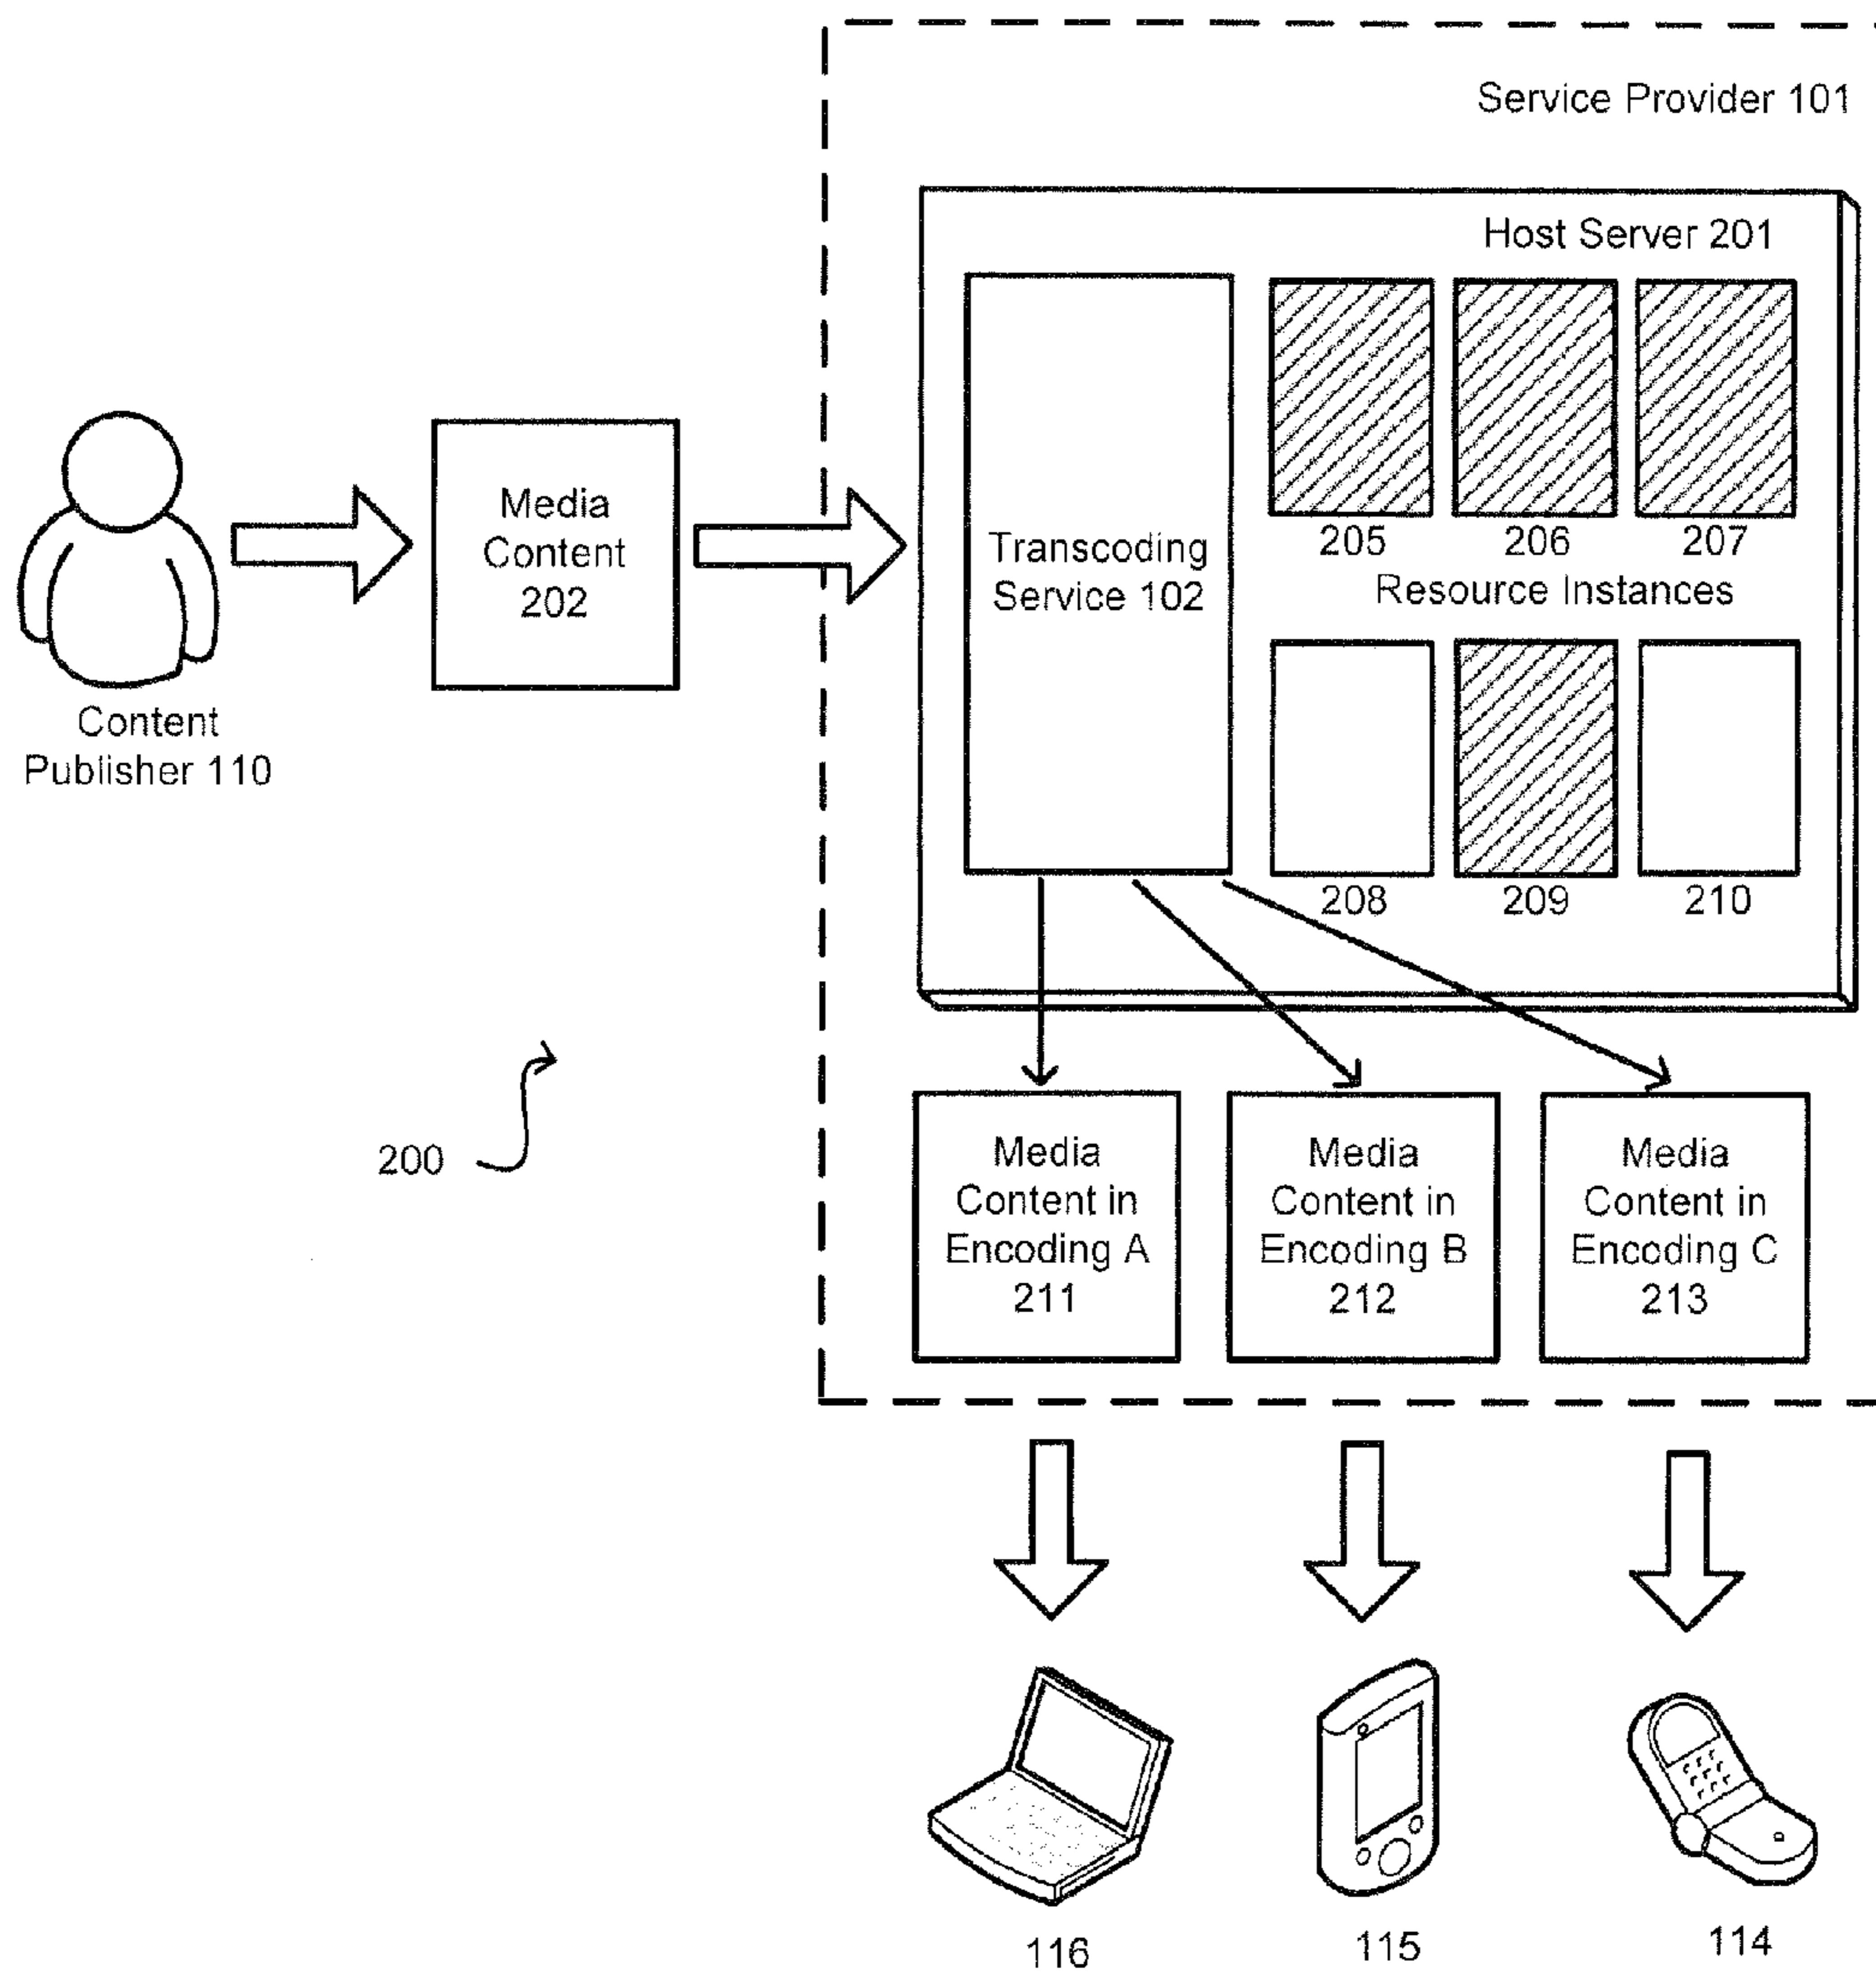 Service Provider 101
Host Server 201
Media
Content
202
Transcoding
Service 102
205
206
207
Resource Instances
208
209
210
Content
Publisher 110
200
Media
Content in
Encoding A
211
Media
Content in
Encoding B
212
Media
Content in
Encoding C
213
116
115
114